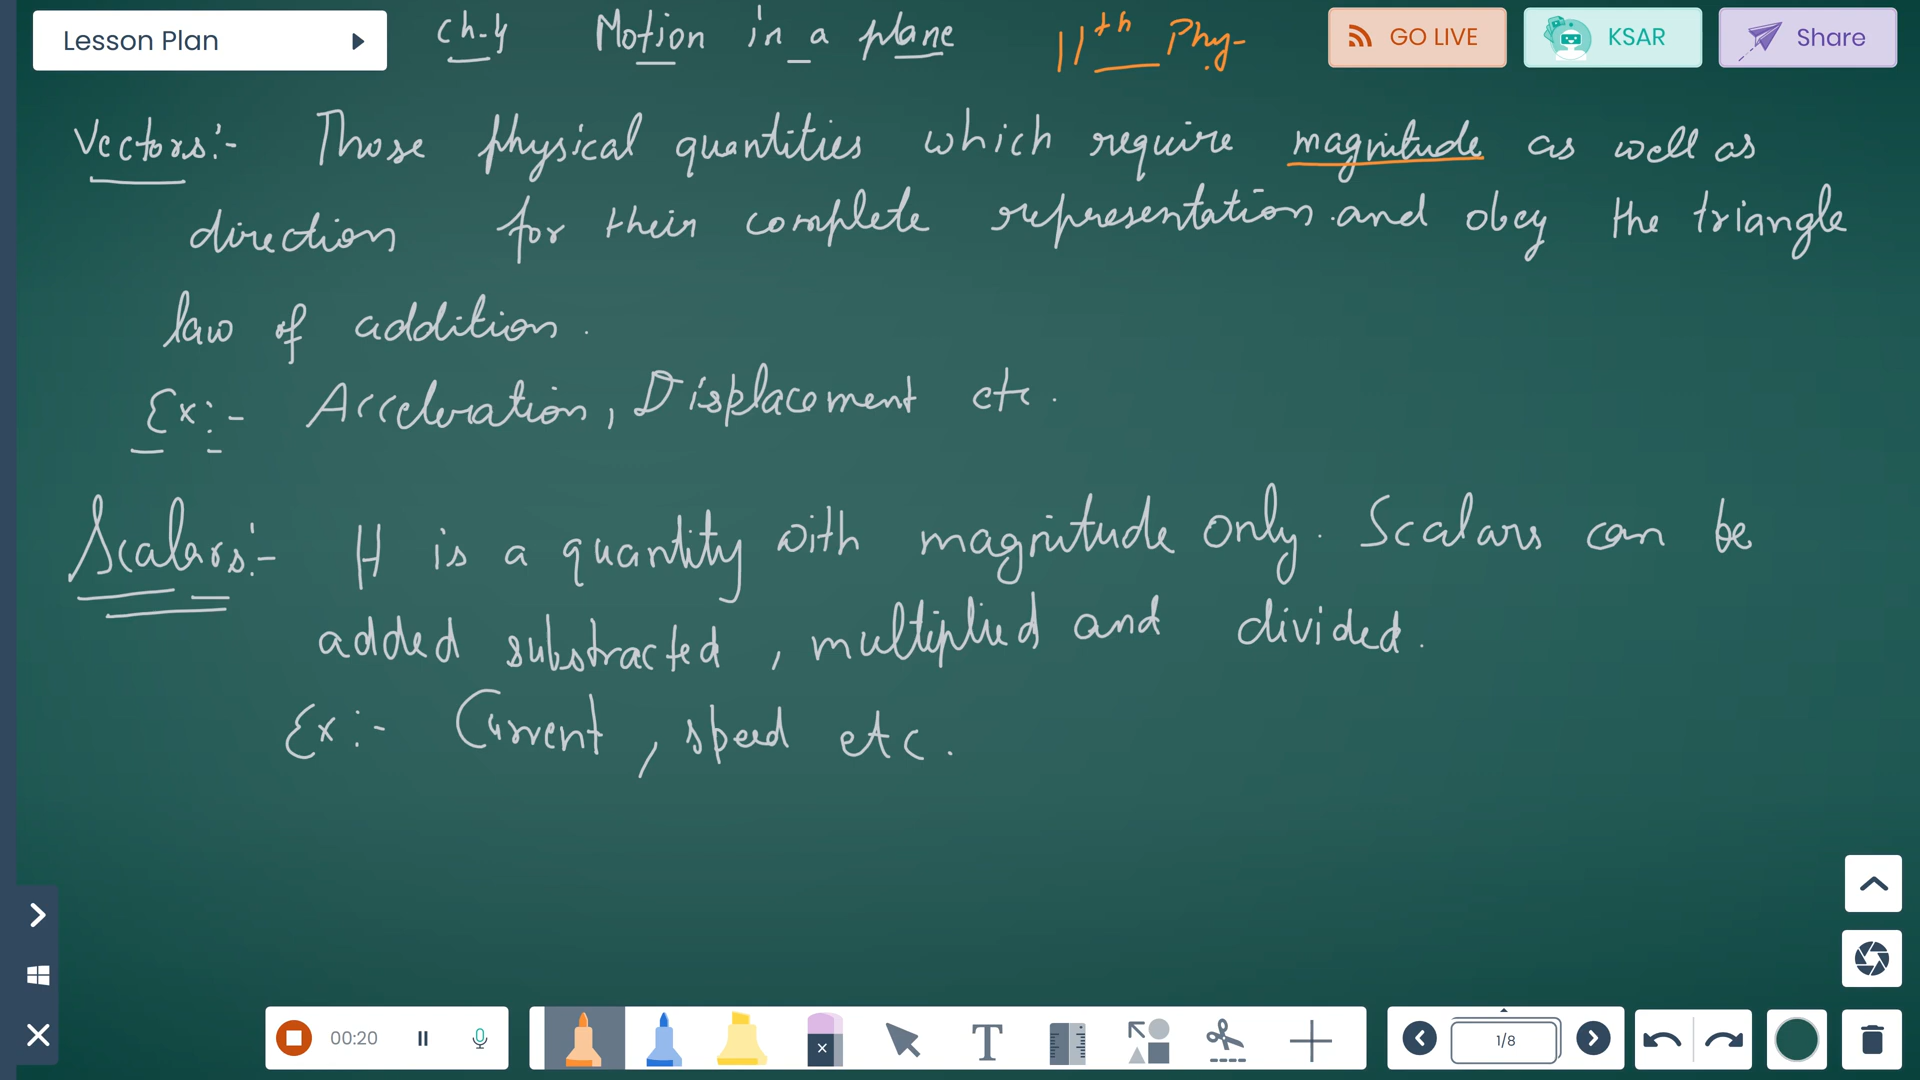 Lesson Plan
Ch-4 Motion in a plane 11th Phy-
GO LIVE
KSAR
Share
Vectors:- Those physical quantities which require magnitude as well as
direction for their complete representation. and obey the triangle
law of addition.
Ex:- Acceleration, Displacement etc.
Scalars:- It is a quantity with magnitude only. Scalars can be
added substracted, multiplied and divided.
Ex:- Current, speed etc.
00:20
T
1/8